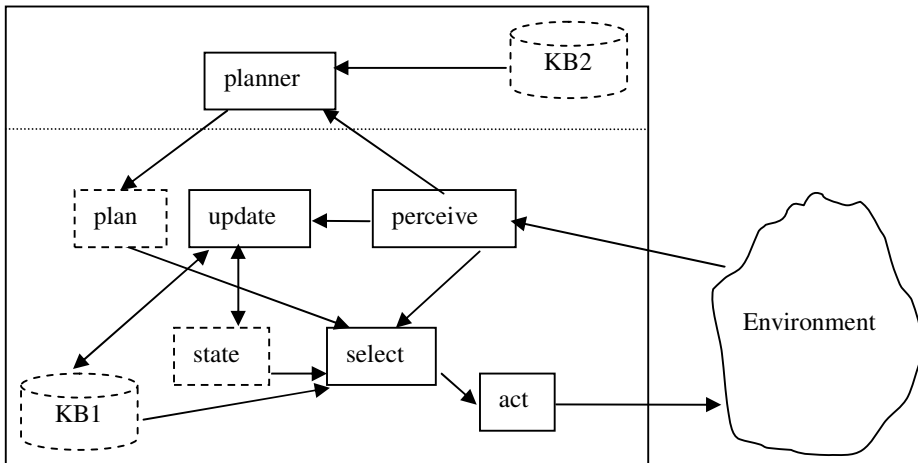 KB2
planner
plan
update
perceive
Environment
state
select
KB1
act